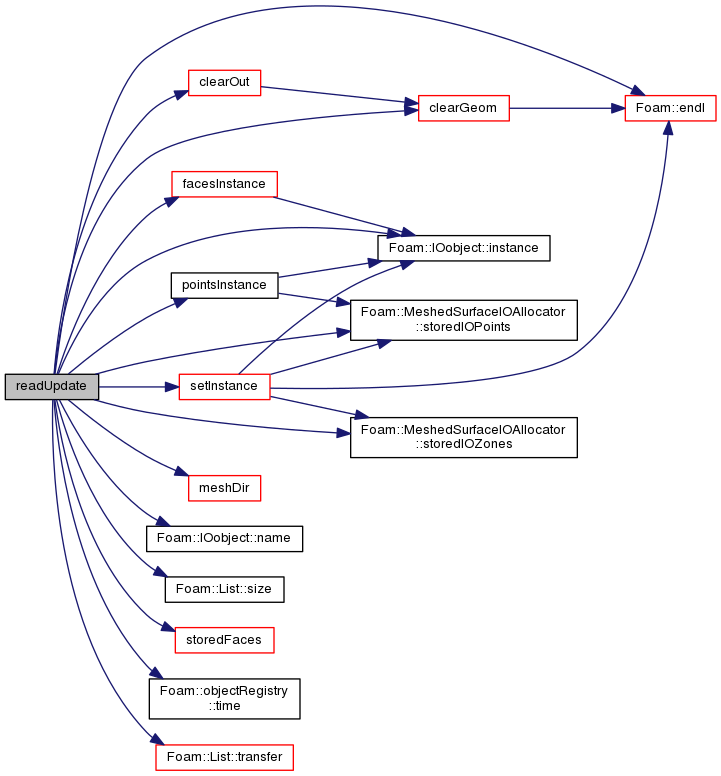 clearOut
clearGeom
Foam::endl
facesInstance
Foam::IOobject::instance
pointsInstance
Foam::MeshedSurfaceIOAllocator
::storedIOPoints
readUpdate
setInstance
Foam::MeshedSurfaceIOAllocator
::storedIOZones
meshDir
Foam::IOobject::name
Foam::List::size
storedFaces
Foam::objectRegistry
::time
Foam::List::transfer